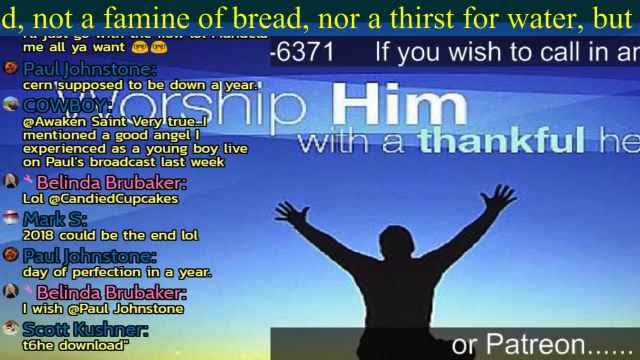 d, not a famine of bread, nor a thirst for water, but
me all ya want
-6371 If you wish to call in an
Paul Johnstone:
cern supposed to be down a year.
COWBOY:
@Awaken Saint Very true..I
mentioned a good angel I
experienced as a young boy live
on Paul's broadcast last week
Worship Him
with a thankful he
Belinda Brubaker:
Lol @CandiedCupcakes
Mark S:
2018 could be the end lol
Paul Johnstone:
day of perfection in a year.
Belinda Brubaker:
I wish @Paul Johnstone
Scott Kushner:
t6he download"
or Patreon......